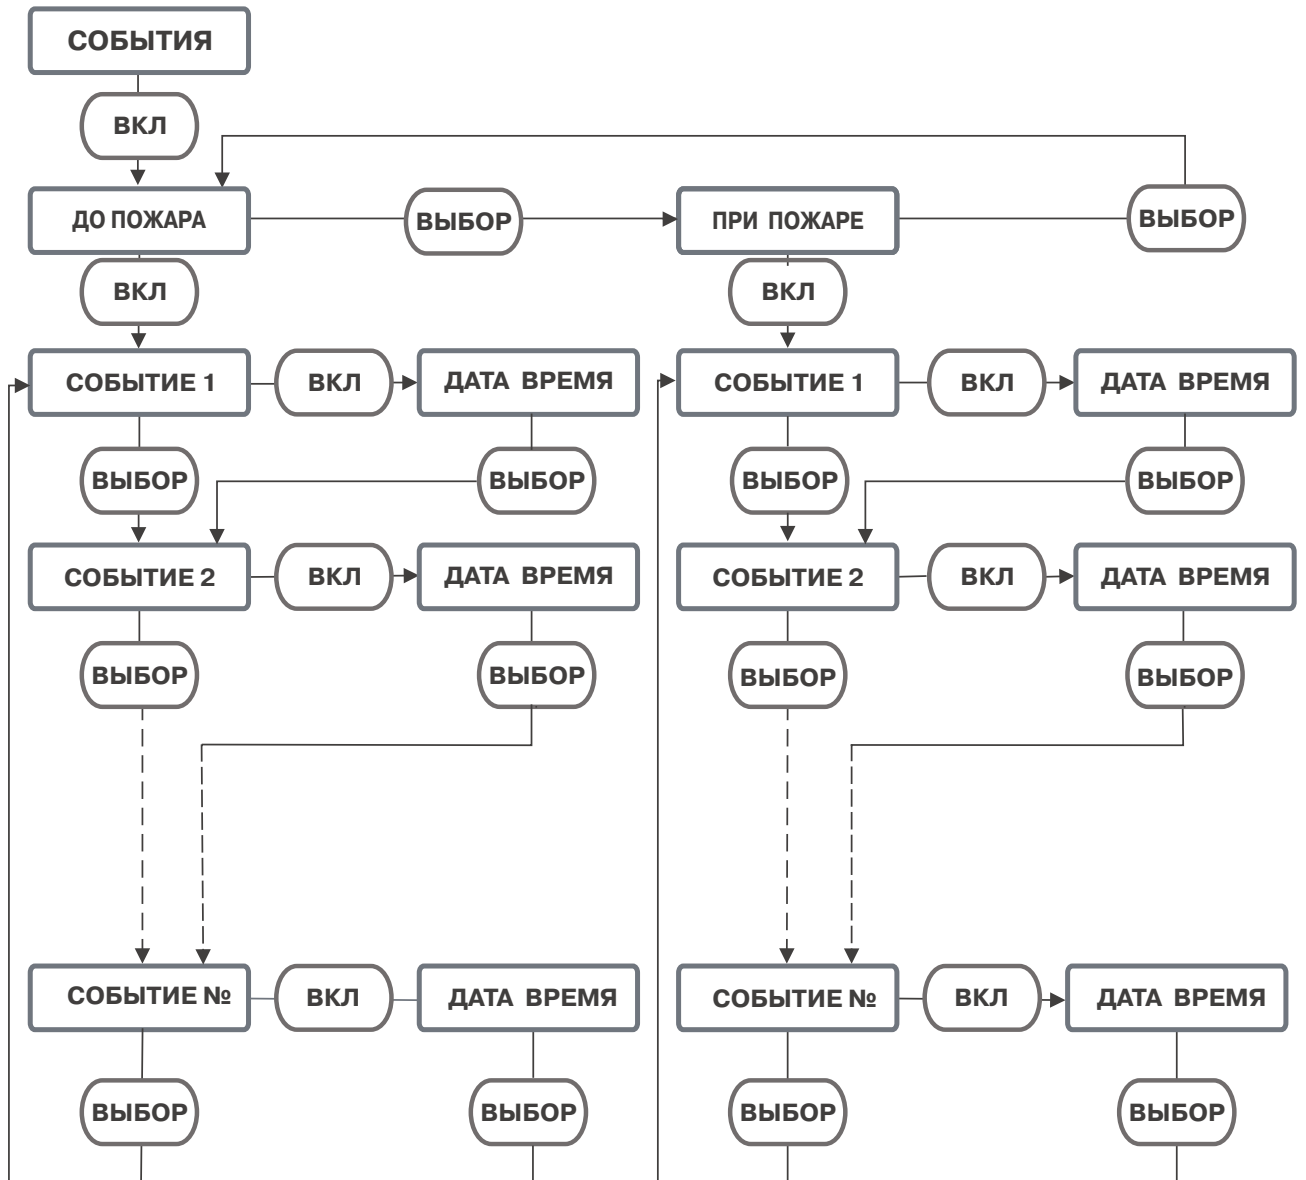 СОБЫТИЯ
ВКЛ
ДО ПОЖАРА
ВЫБОР
ПРИ ПОЖАРЕ
ВЫБОР
ВКЛ
ВКЛ
СОБЫТИЕ 1
ВКЛ
ДАТА ВРЕМЯ
СОБЫТИЕ 1
ВКЛ
ДАТА ВРЕМЯ
ВЫБОР
ВЫБОР
ВЫБОР
ВЫБОР
СОБЫТИЕ 2
ВКЛ
ДАТА ВРЕМЯ
СОБЫТИЕ 2
ВКЛ
ДАТА ВРЕМЯ
ВЫБОР
ВЫБОР
ВЫБОР
ВЫБОР
СОБЫТИЕ №
ВКЛ
ДАТА ВРЕМЯ
СОБЫТИЕ №
ВКЛ
ДАТА ВРЕМЯ
ВЫБОР
ВЫБОР
ВЫБОР
ВЫБОР